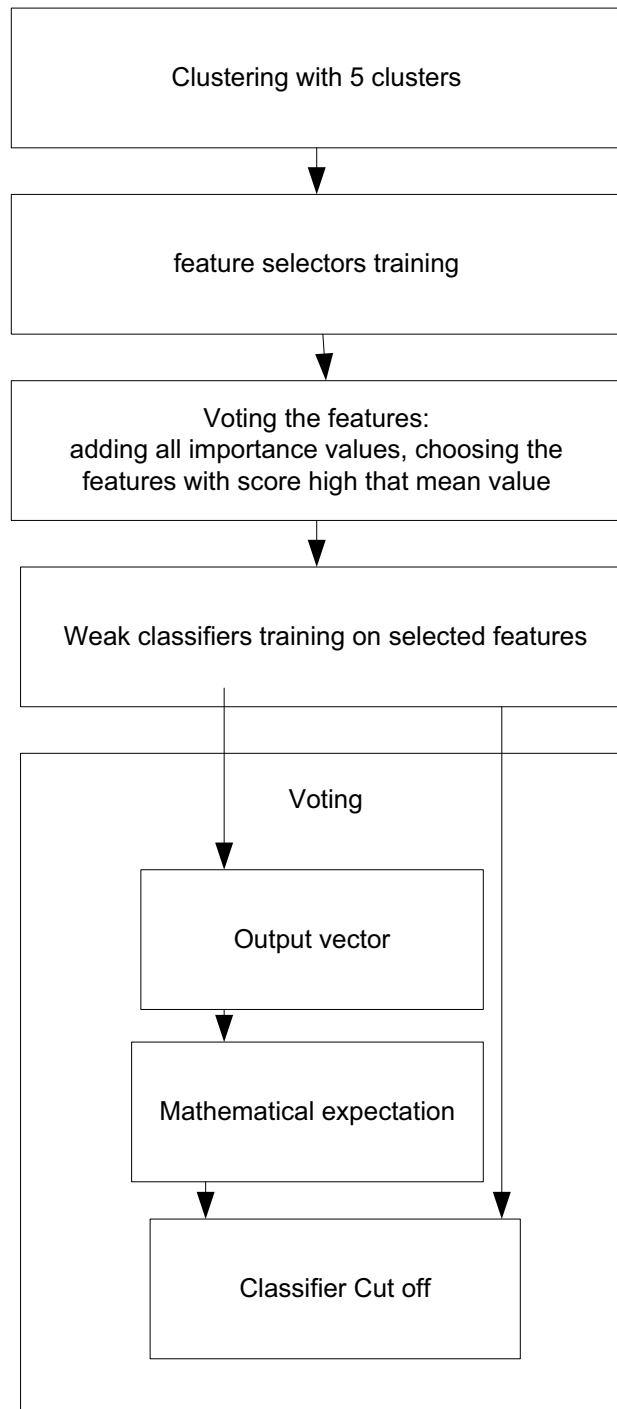 Clustering with 5 clusters
feature selectors training
Voting the features:
adding all importance values, choosing the
features with score high that mean value
Weak classifiers training on selected features
Voting
Output vector
Mathematical expectation
Classifier Cut off